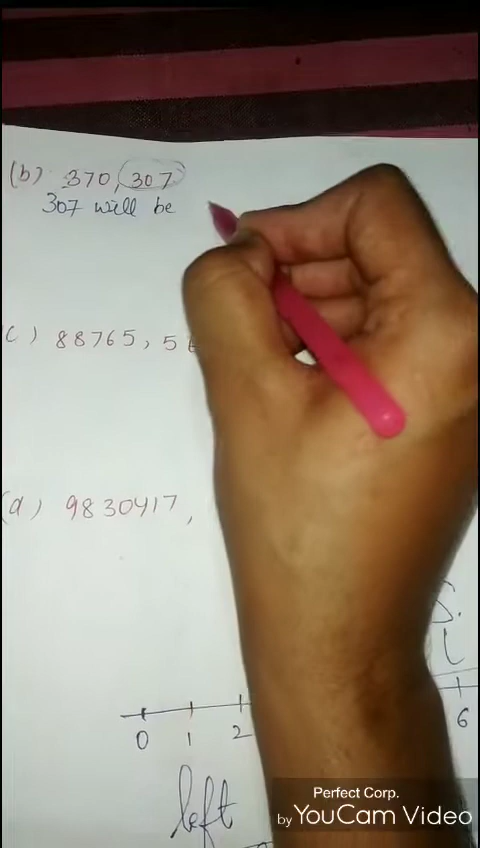 (b) 370, 307
307 will be
(c) 88765, 5
(d) 9830417,
S.
L
0 1 2 6
left
Perfect Corp.
by YouCam Video